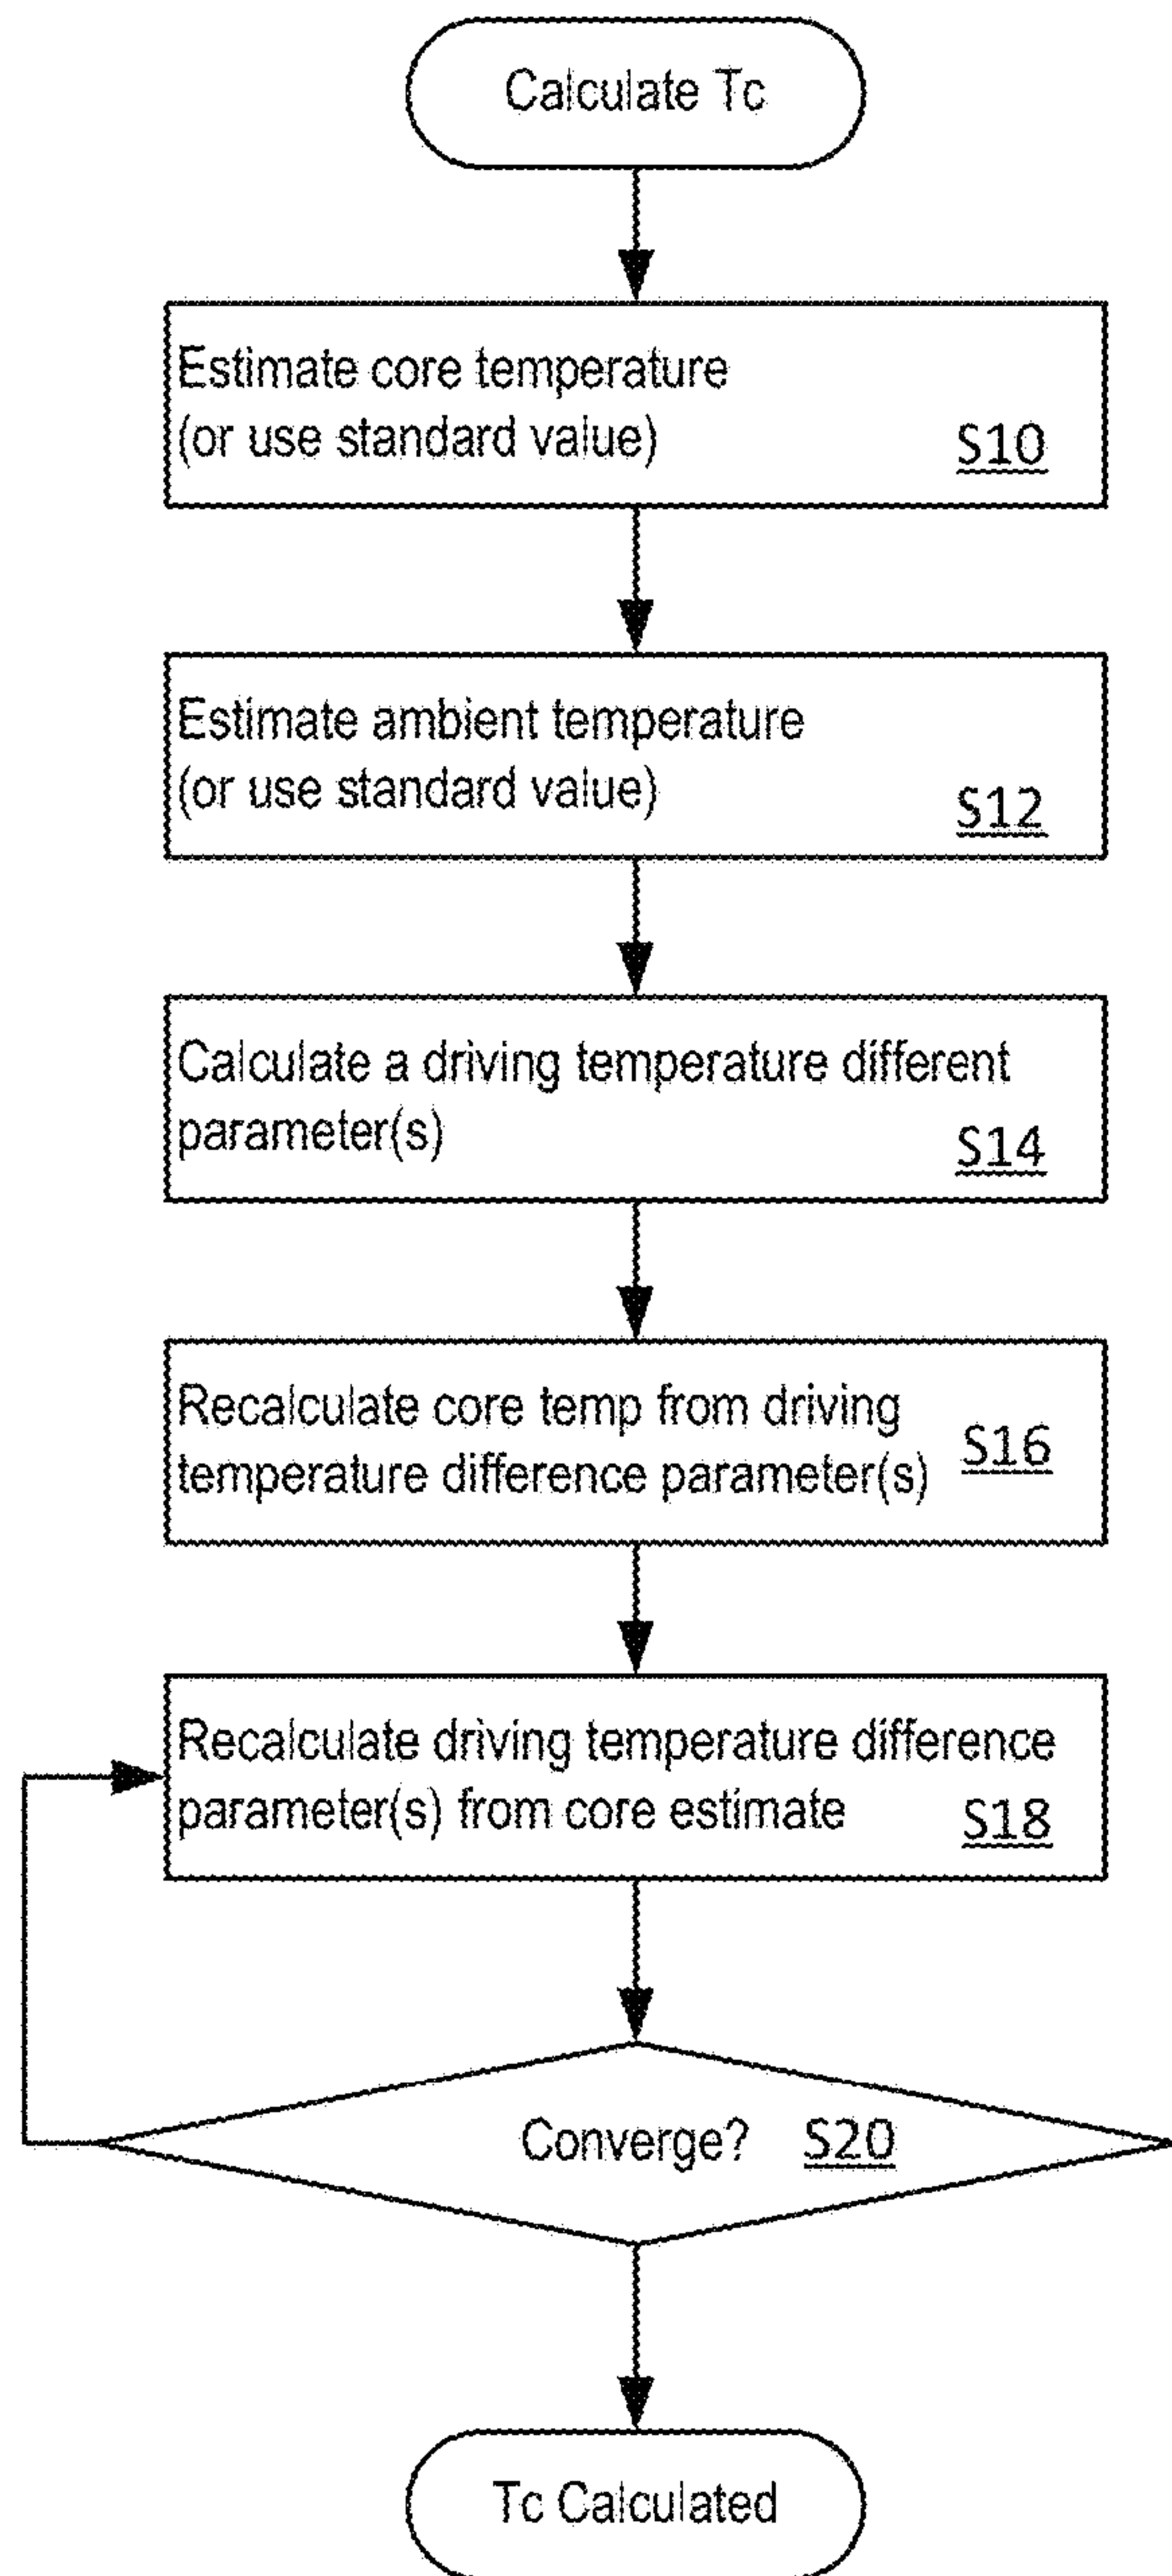 Calculate Tc
Estimate core temperature
(or use standard value)
S10
Estimate ambient temperature
(or use standard value)
S12
Calculate a driving temperature different
parameter(s)
S14
Recalculate core temp from driving
temperature difference parameter(s)
S16
Recalculate driving temperature difference
parameter(s) from core estimate
S18
Converge? S20
Tc Calculated